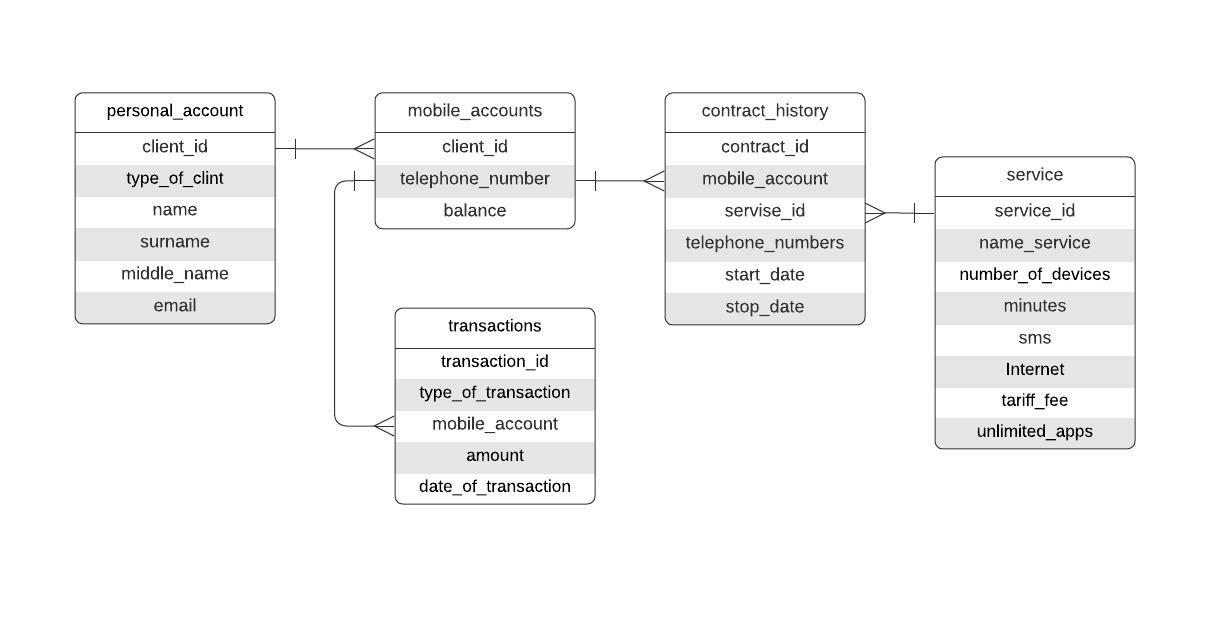 personal_account
client_id
type_of_clint
name
surname
middle_name
email
mobile_accounts
client_id
telephone_number
balance
transactions
transaction_id
type_of_transaction
mobile_account
amount
date_of_transaction
contract_history
contract_id
mobile_account
servise_id
telephone_numbers
start_date
stop_date
service
service_id
name_service
number_of_devices
minutes
sms
Internet
tariff_fee
unlimited_apps